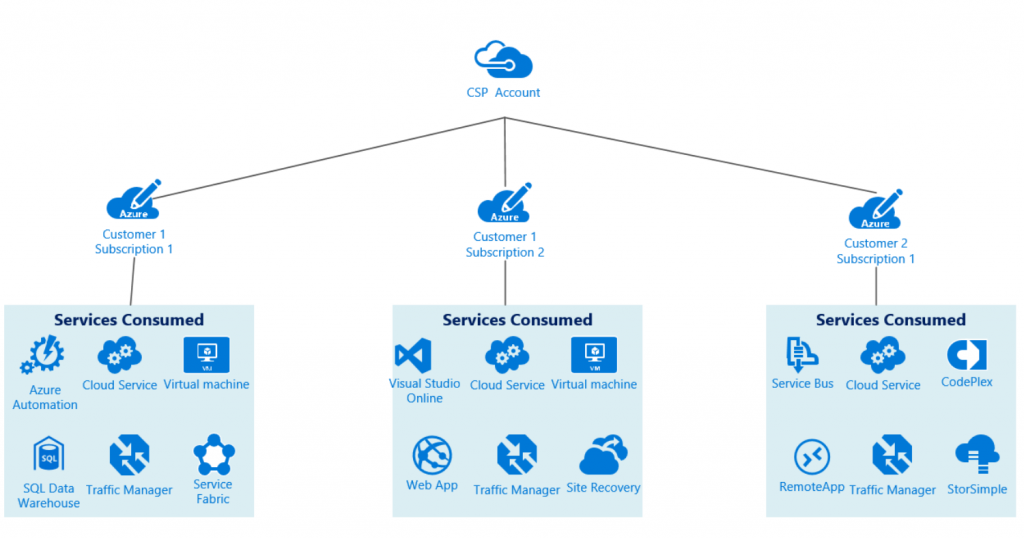 CSP Account
Azure
Customer 1
Subscription 1
Azure
Customer 1
Subscription 2
Azure
Customer 2
Subscription 1
Services Consumed
Azure
Automation
Cloud Service
VM
Virtual machine
SQL
SQL Data
Warehouse
Traffic Manager
Service
Fabric
Services Consumed
Visual Studio
Online
Cloud Service
VM
Virtual machine
Web App
Traffic Manager
Site Recovery
Services Consumed
Service Bus
Cloud Service
CodePlex
RemoteApp
Traffic Manager
StorSimple